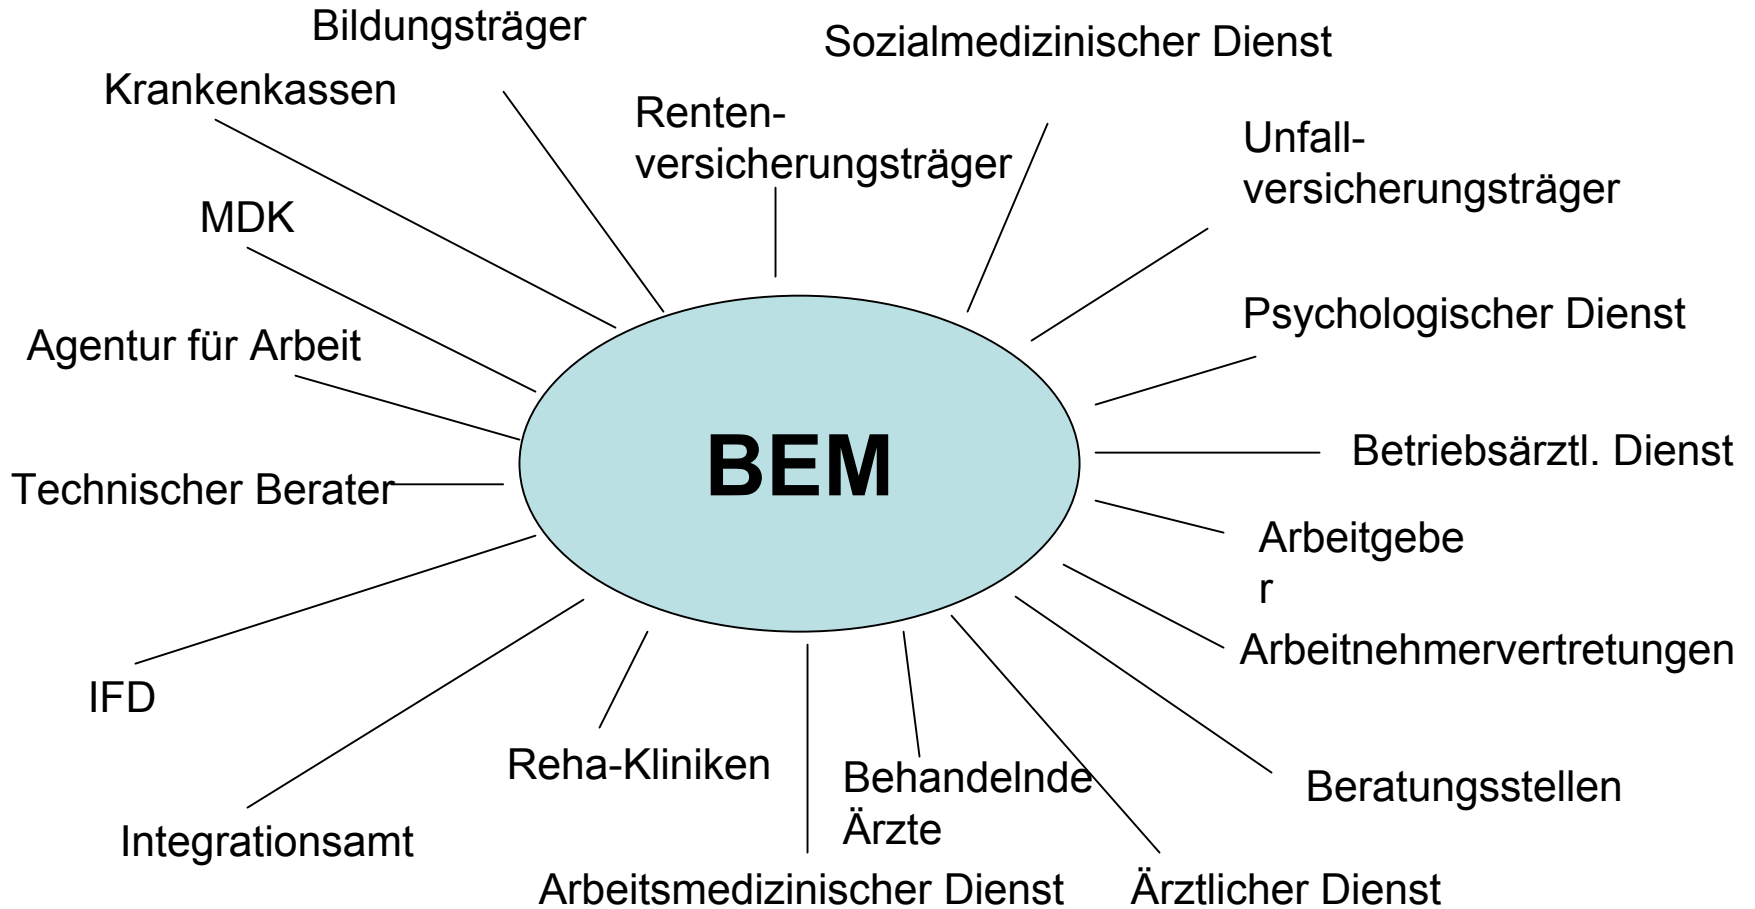 Bildungsträger
Sozialmedizinischer Dienst
Krankenkassen
Renten-
versicherungsträger
Unfall-
versicherungsträger
MDK
Psychologischer Dienst
Agentur für Arbeit
BEM
Betriebsärztl. Dienst
Technischer Berater
Arbeitgebe
r
Arbeitnehmervertretungen
IFD
Reha-Kliniken
Behandelnde
Ärzte
Beratungsstellen
Integrationsamt
Arbeitsmedizinischer Dienst
Ärztlicher Dienst